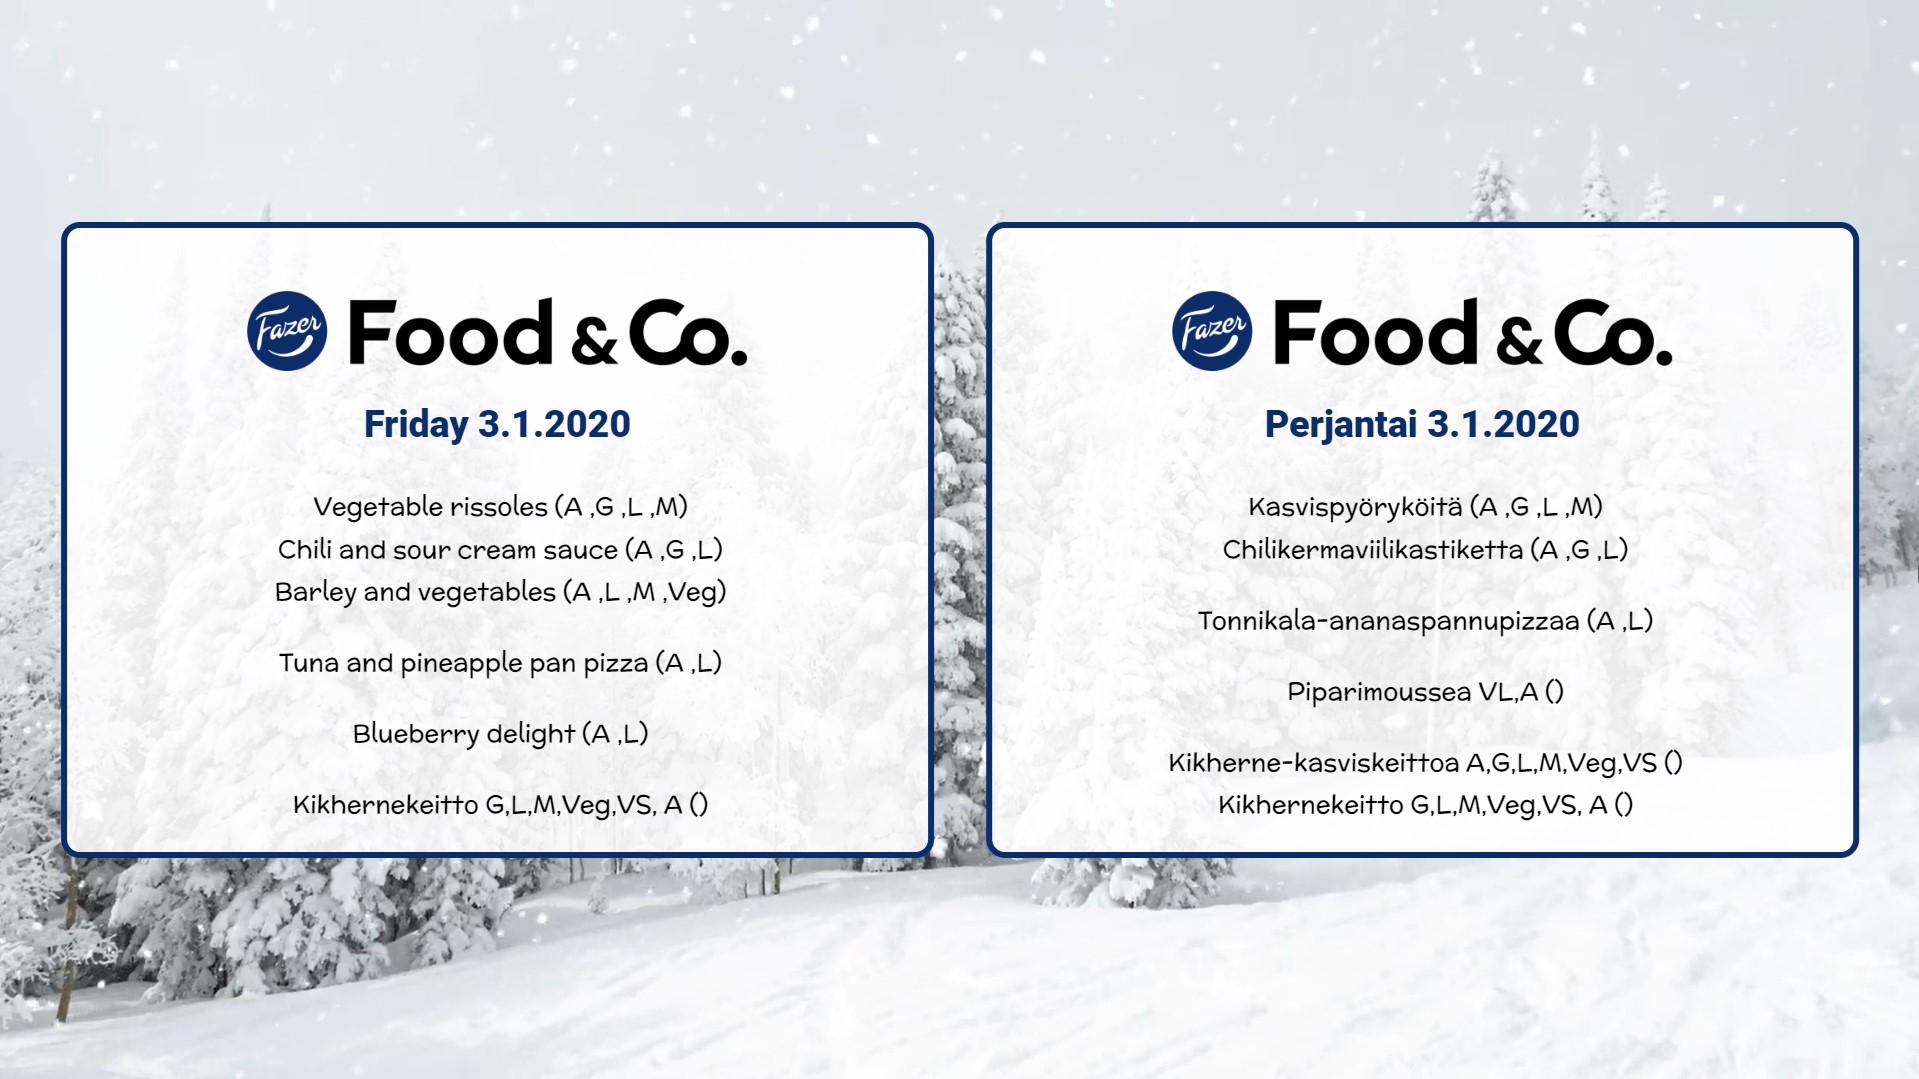 Fazer Food & Co.
Friday 3.1.2020
Vegetable rissoles (A ,G ,L ,M)
Chili and sour cream sauce (A ,G ,L)
Barley and vegetables (A ,L ,M ,Veg)
Tuna and pineapple pan pizza (A ,L)
Blueberry delight (A ,L)
Kikhernekeitto G,L,M,Veg,VS, A ()
Fazer Food & Co.
Perjantai 3.1.2020
Kasvispyöryköitä (A ,G ,L ,M)
Chilikermaviilikastiketta (A ,G ,L)
Tonnikala-ananaspannupizzaa (A ,L)
Piparimoussea VL,A ()
Kikherne-kasviskeittoa A,G,L,M,Veg,VS ()
Kikhernekeitto G,L,M,Veg,VS, A ()